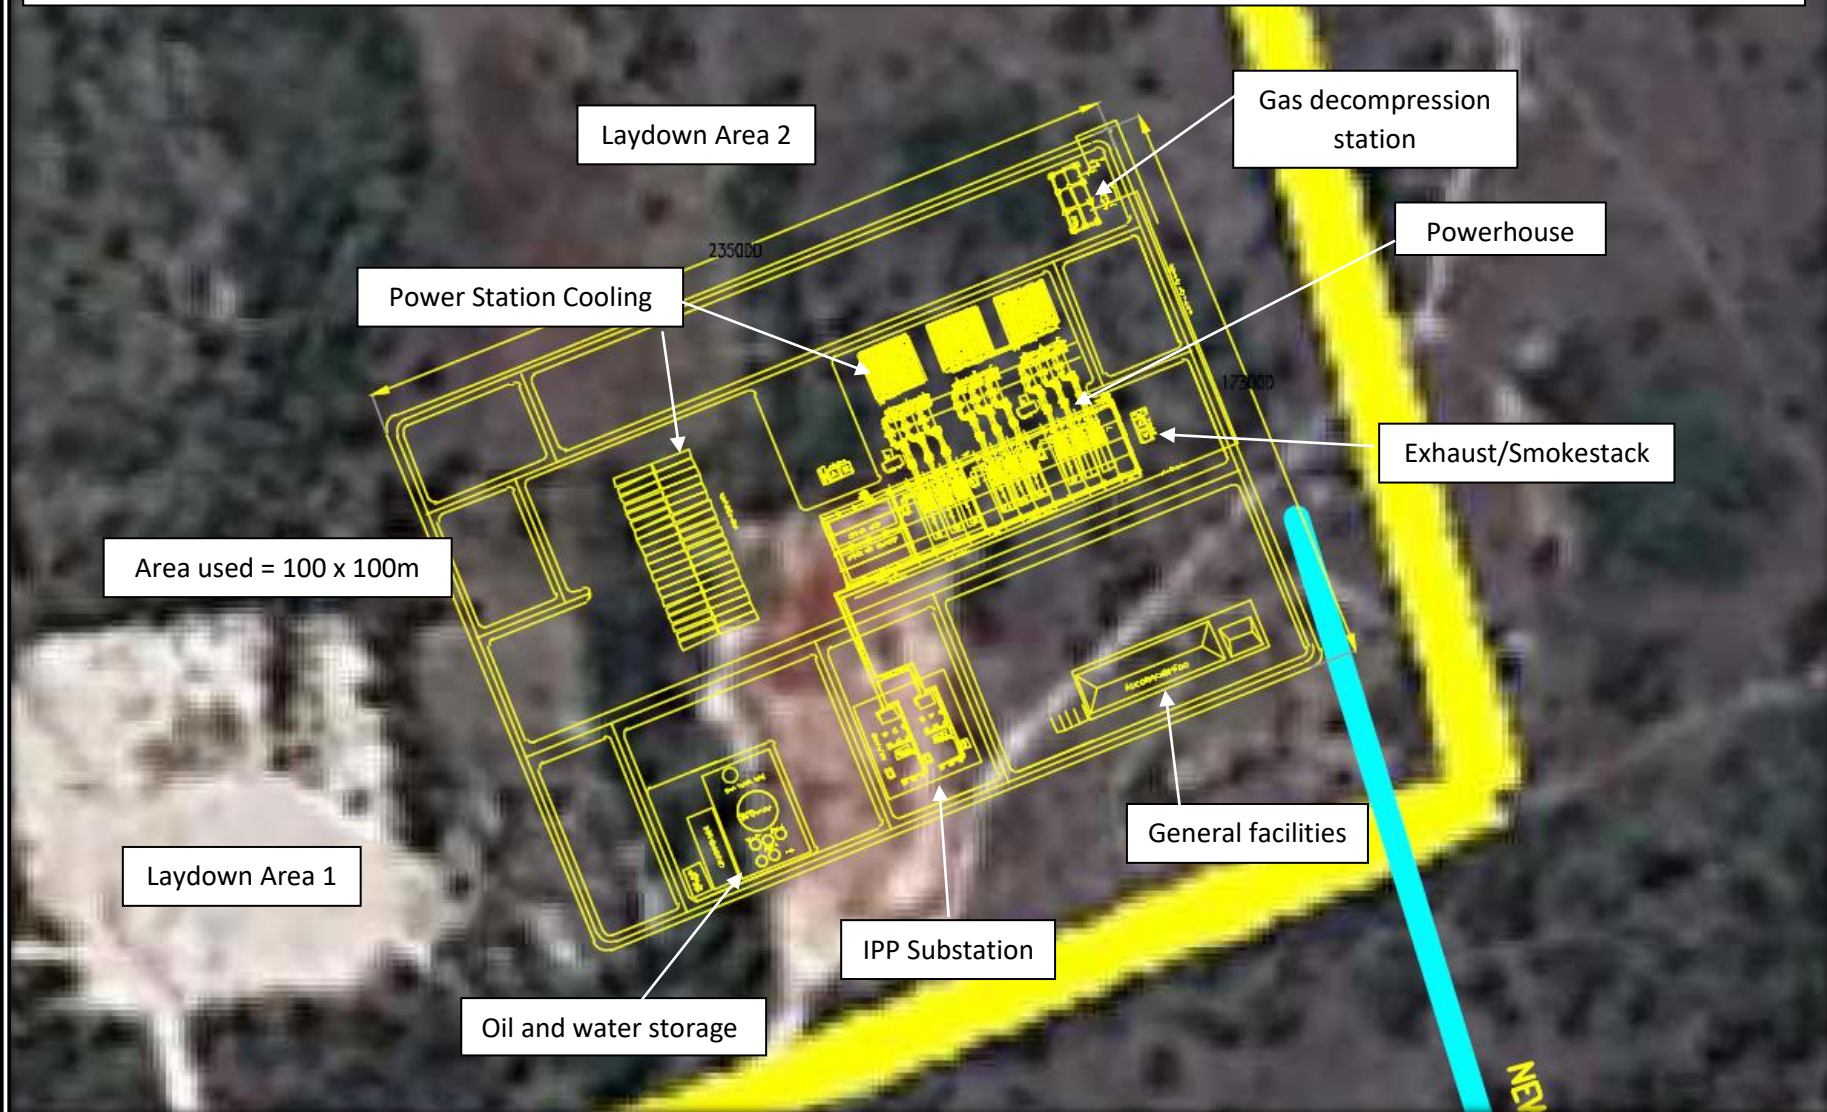 Gas decompression
station
Laydown Area 2
Powerhouse
235000
Power Station Cooling
173000
Exhaust/Smokestack
Area used = 100 x 100m
General facilities
Laydown Area 1
IPP Substation
Oil and water storage
NEW